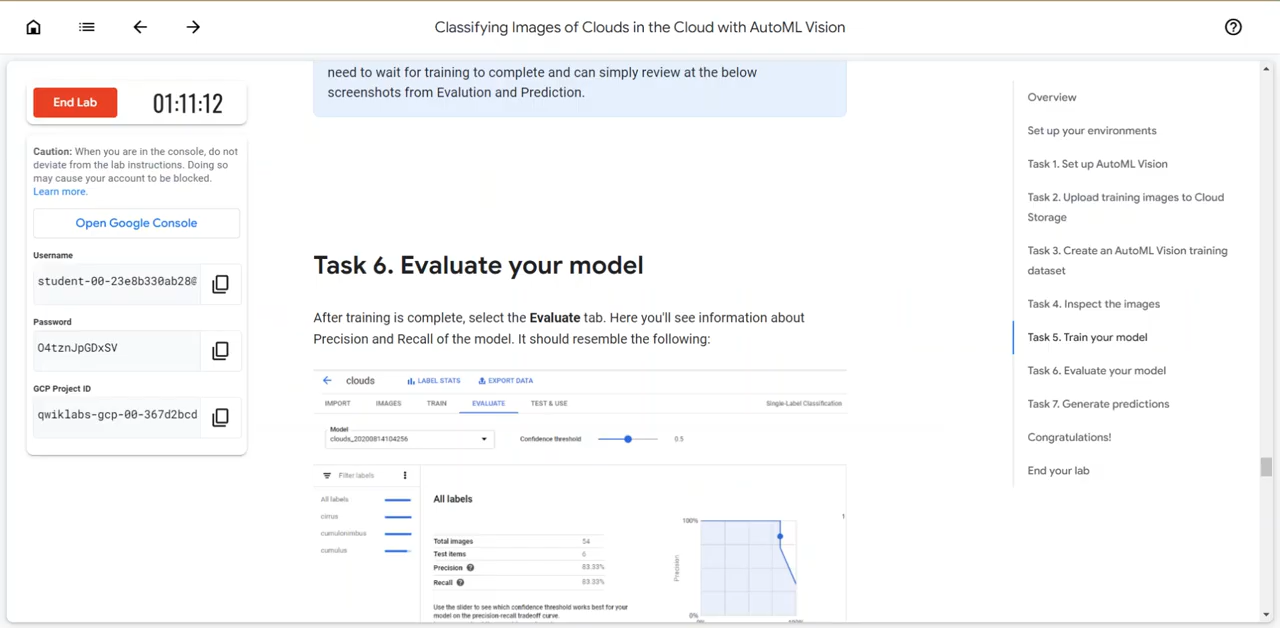 Classifying Images of Clouds in the Cloud with AutoML Vision
End Lab
01:11:12
Caution: When you are in the console, do not
deviate from the lab instructions. Doing so
may cause your account to be blocked.
Learn more.
Open Google Console
Username
student-00-23e8b330ab28@
Password
04tznJpGDxSV
GCP Project ID
qwiklabs-gcp-00-367d2bcd
need to wait for training to complete and can simply review at the below
screenshots from Evalution and Prediction.
Task 6. Evaluate your model
After training is complete, select the Evaluate tab. Here you'll see information about
Precision and Recall of the model. It should resemble the following:
clouds
LABEL STATS
EXPORT DATA
IMPORT
IMAGES
TRAIN
EVALUATE
TEST & USE
Single-Label Classification
Model
clouds_20200814104256
Confidence threshold
0.5
Filter labels
All labels
cirrus
cumulonimbus
cumulus
All labels
Total images 54
Test items 6
Precision 83.33%
Recall 83.33%
Use the slider to see which confidence threshold works best for your
model on the precision-recall tradeoff curve.
100%
Precision
0%
1
Overview
Set up your environments
Task 1. Set up AutoML Vision
Task 2. Upload training images to Cloud
Storage
Task 3. Create an AutoML Vision training
dataset
Task 4. Inspect the images
Task 5. Train your model
Task 6. Evaluate your model
Task 7. Generate predictions
Congratulations!
End your lab